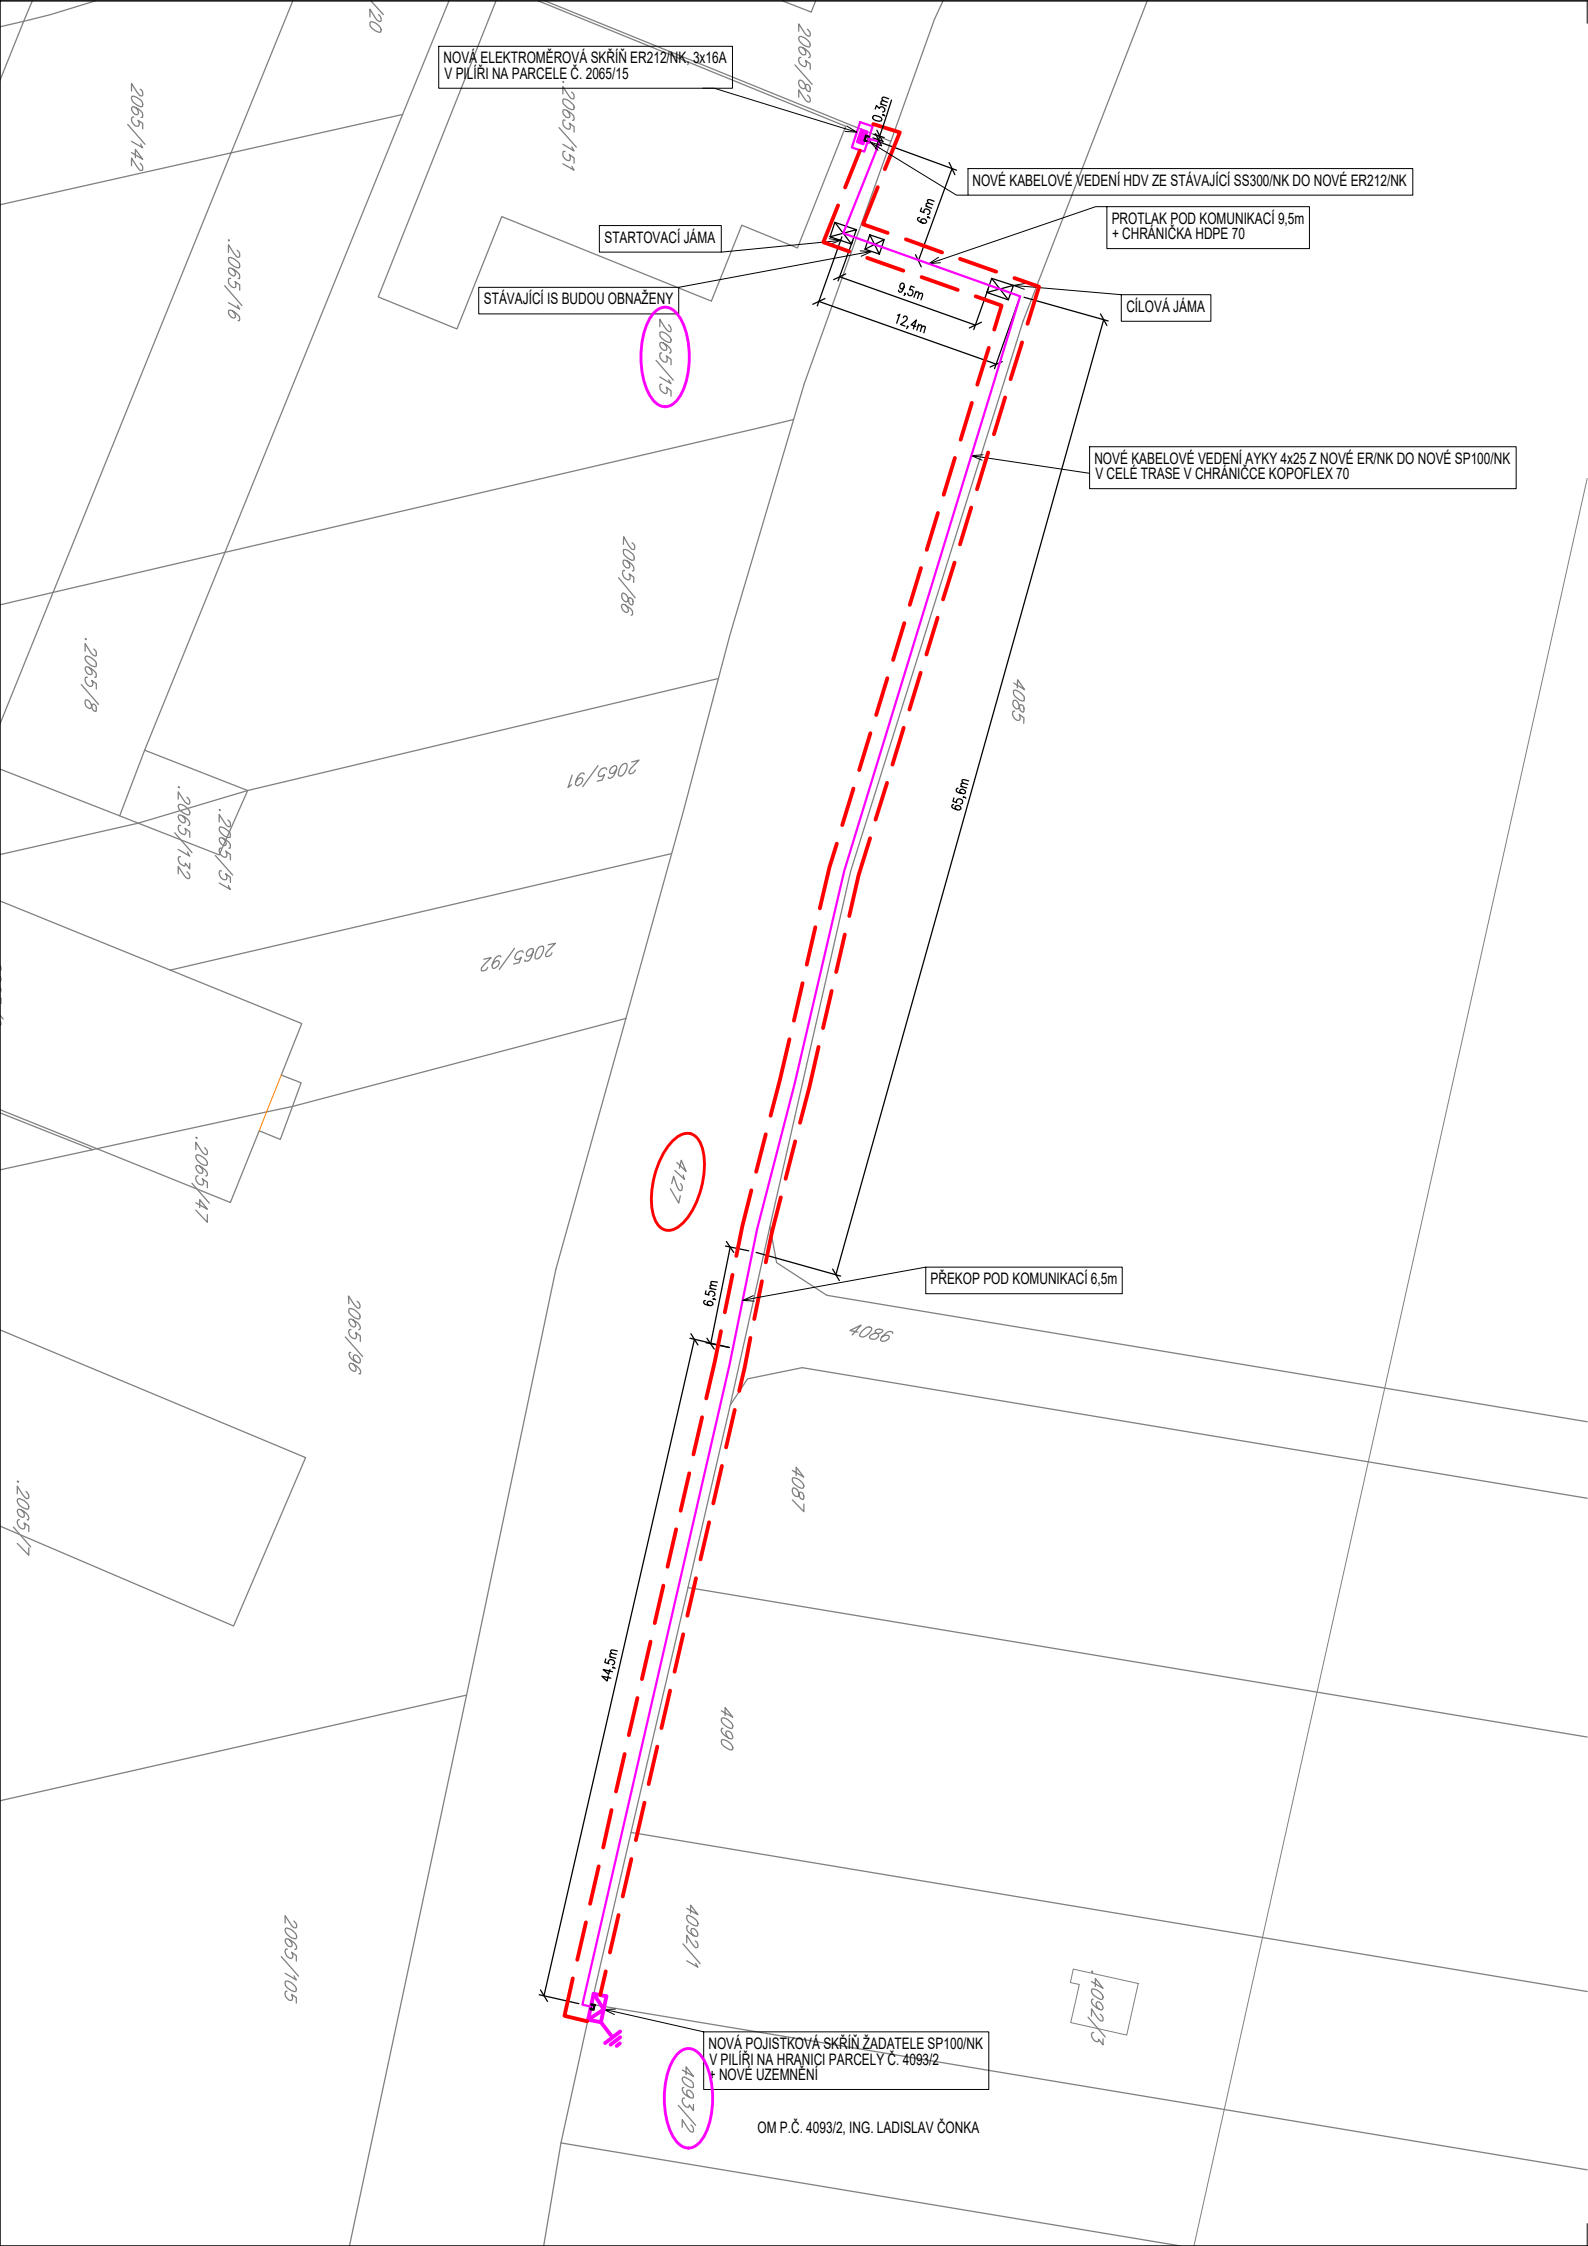 /20
2065/82
NOVÁ ELEKTROMĚROVÁ SKŘÍŇ ER212/NK, 3x16A
V PILÍŘI NA PARCELE Č. 2065/15
2065/142
.2065/151
0,3m
NOVÉ KABELOVÉ VEDENÍ HDV ZE STÁVAJÍCÍ SS300/NK DO NOVÉ ER212/NK
6,5m
PROTLAK POD KOMUNIKACÍ 9,5m
+ CHRÁNIČKA HDPE 70
STARTOVACÍ JÁMA
.2065/16
STÁVAJÍCÍ IS BUDOU OBNAŽENY
9,5m
CÍLOVÁ JÁMA
12,4m
2065/15
NOVÉ KABELOVÉ VEDENÍ AYKY 4x25 Z NOVÉ ER/NK DO NOVÉ SP100/NK
V CELÉ TRASE V CHRÁNIČCE KOPOFLEX 70
2065/86
.2065/8
4085
2065/91
65,6m
.2065/132
.2065/51
2065/92
.2065/47
4127
PŘEKOP POD KOMUNIKACÍ 6,5m
6,5m
2065/96
4086
.2065/7
4087
44,5m
4090
2065/105
4092/1
.4092/3
NOVÁ POJISTKOVÁ SKŘÍŇ ŽADATELE SP100/NK
V PILÍŘI NA HRANICI PARCELY Č. 4093/2
+ NOVÉ UZEMNĚNÍ
4093/2
OM P.Č. 4093/2, ING. LADISLAV ČONKA